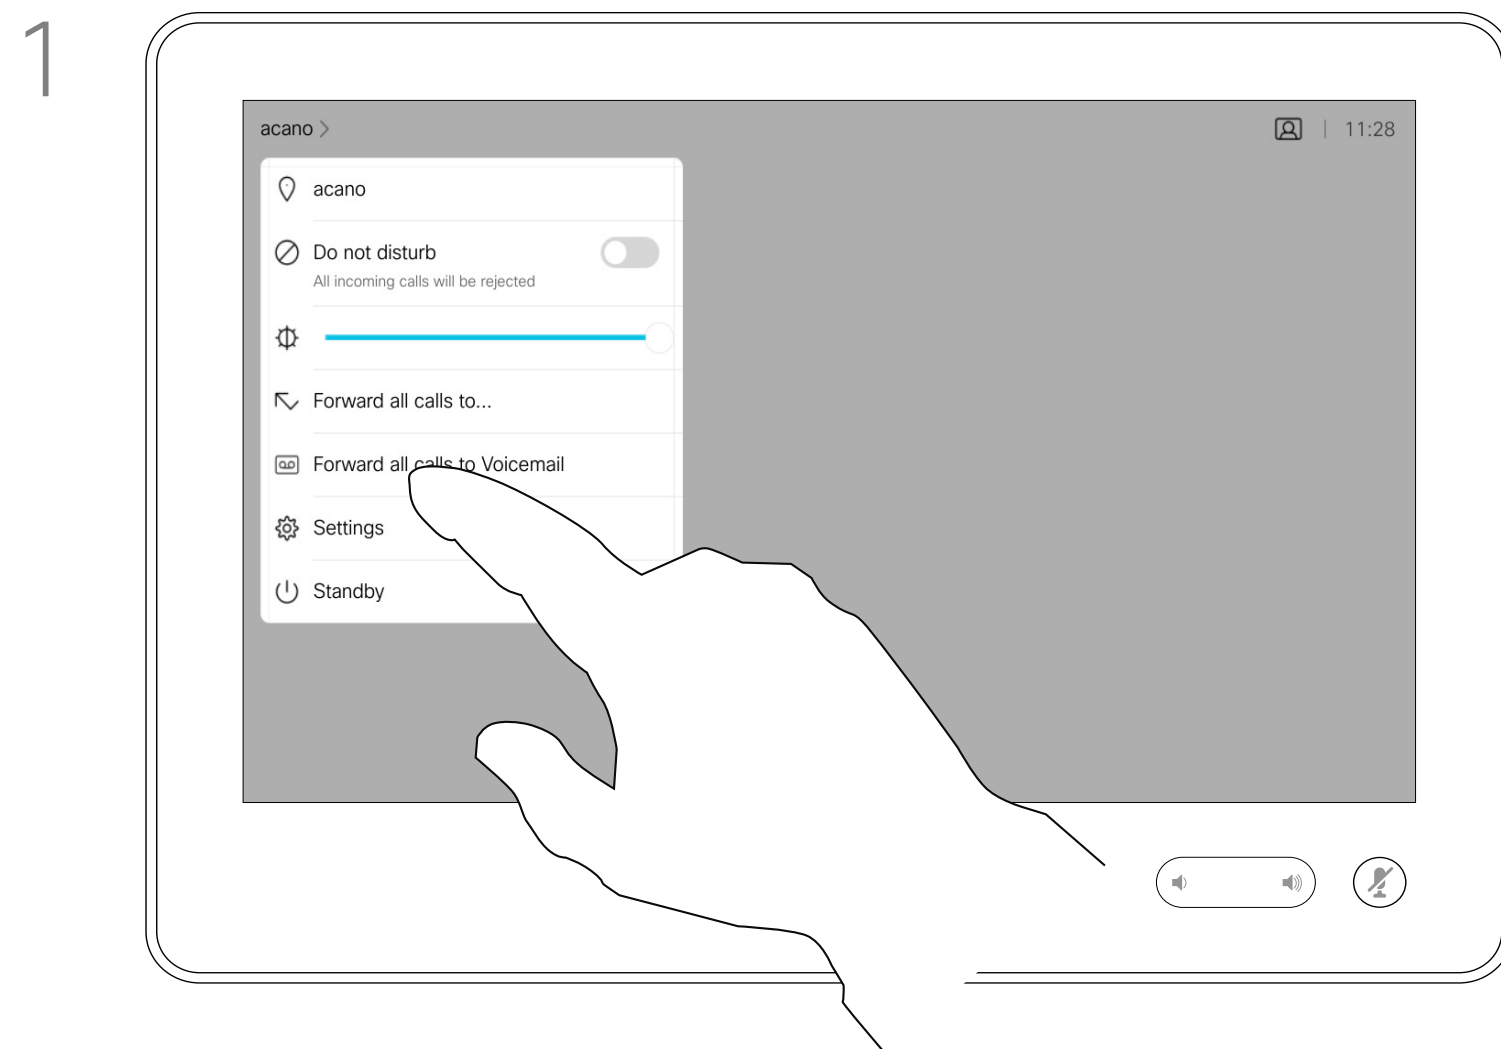 1
acano
11:28
acano
Do not disturb
All incoming calls will be rejected
Forward all calls to...
Forward all calls to Voicemail
Settings
Standby